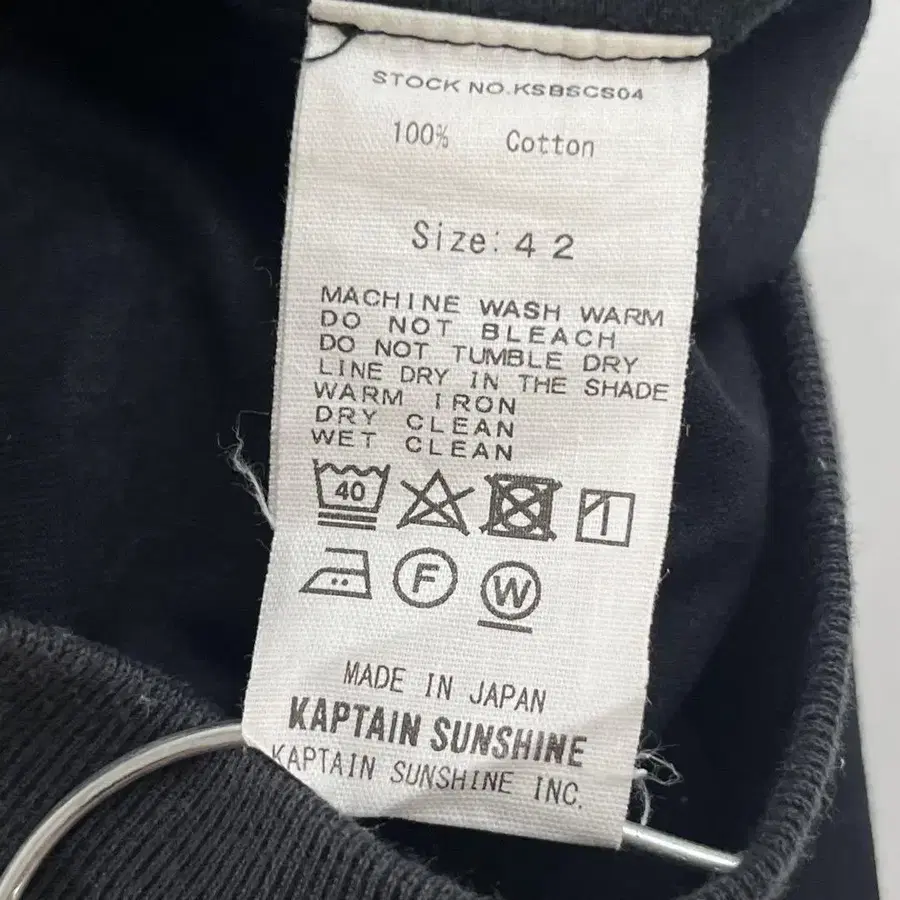 STOCK NO.KSBSCS04
100% Cotton
Size: 42
MACHINE WASH WARM
DO NOT BLEACH
DO NOT TUMBLE DRY
LINE DRY IN THE SHADE
WARM IRON
DRY CLEAN
WET CLEAN
40
F W
MADE IN JAPAN
KAPTAIN SUNSHINE
KAPTAIN SUNSHINE INC.